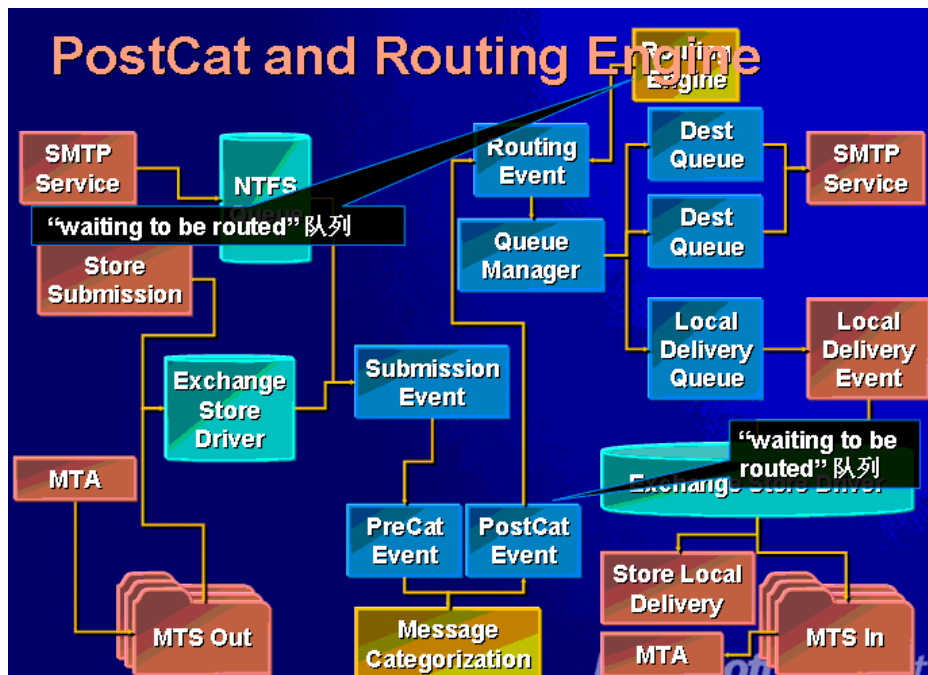 PostCat and Routing Engine
Routing
Engine
SMTP
Service
NTFS
Queue
“waiting to be routed” 队列
Store
Submission
Routing
Event
Queue
Manager
Dest
Queue
Dest
Queue
SMTP
Service
Local
Delivery
Queue
Local
Delivery
Event
Exchange
Store
Driver
Submission
Event
“waiting to be
routed” 队列
Exchange Store Driver
MTA
PreCat
Event
PostCat
Event
Store Local
Delivery
MTS Out
Message
Categorization
MTA
MTS In